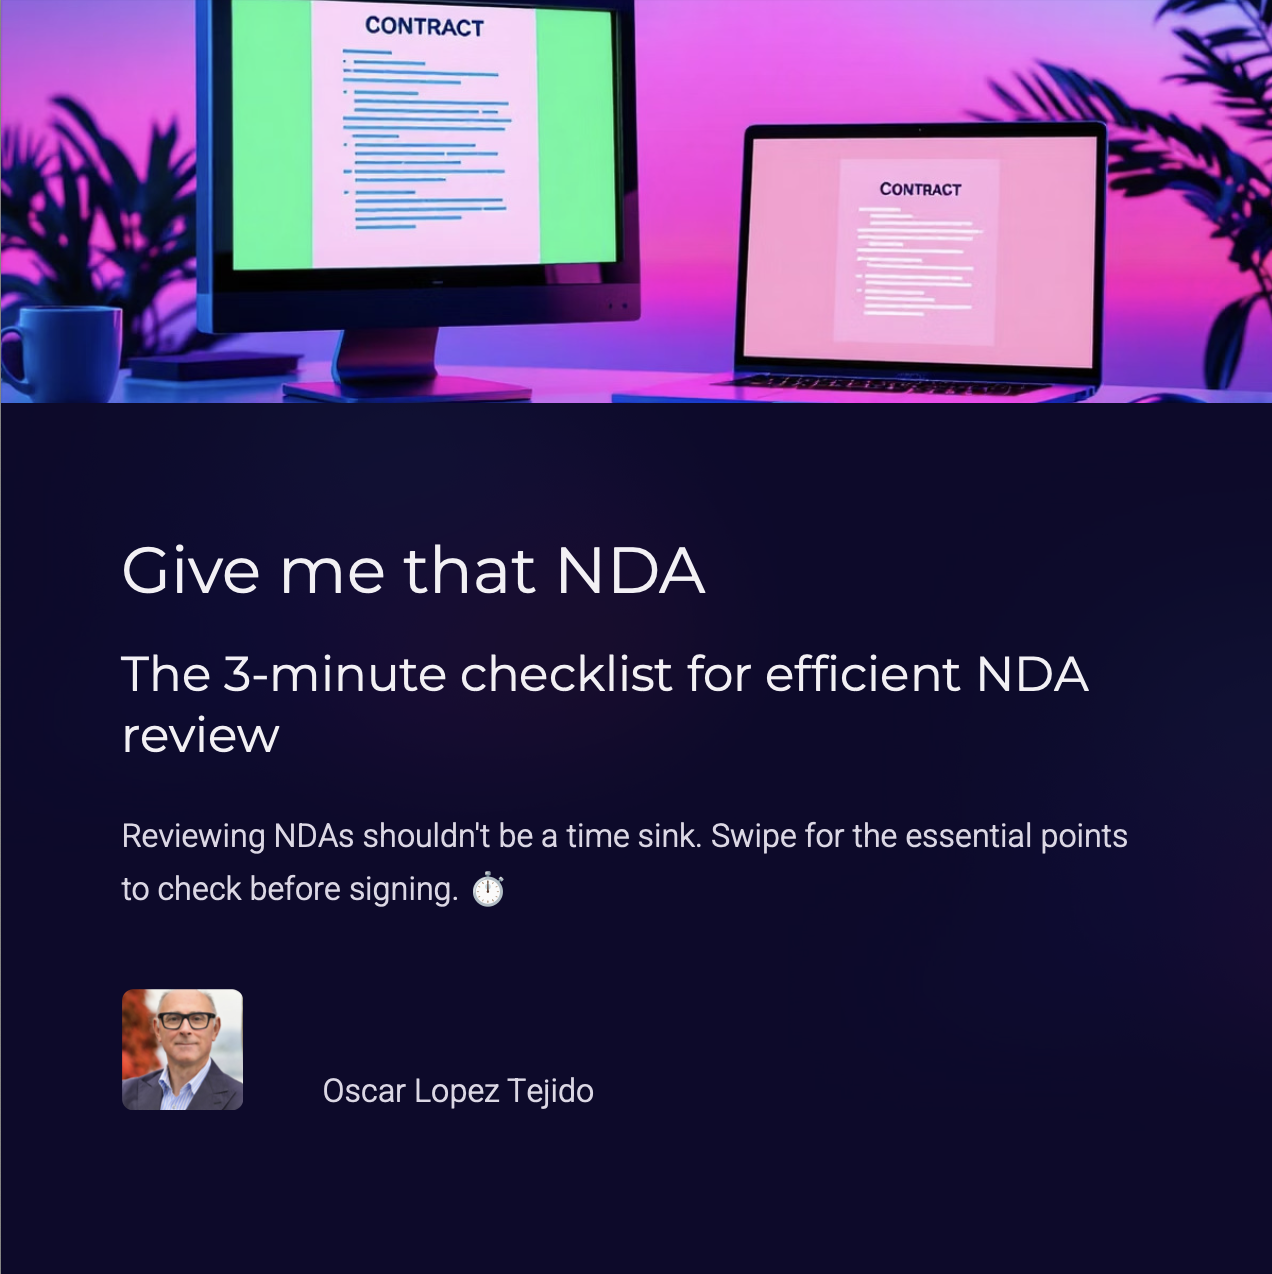 CONTRACT
CONTRACT
Give me that NDA
The 3-minute checklist for efficient NDA
review
Reviewing NDAs shouldn't be a time sink. Swipe for the essential points
to check before signing. ⏱️
Oscar Lopez Tejido